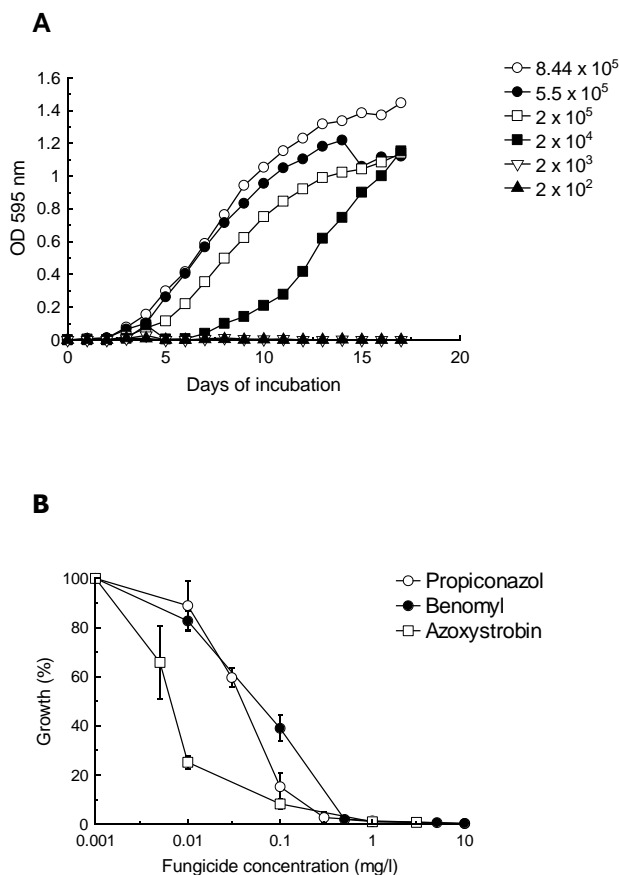 A
1.6
1.4
1.2
1
0.8
0.6
0.4
0.2
0
OD 595 nm
0 5 10 15 20
Days of incubation
8.44 x 10⁵
5.5 x 10⁵
2 x 10⁵
2 x 10⁴
2 x 10³
2 x 10²
B
100
80
60
40
20
0
Growth (%)
0.001 0.01 0.1 1 10
Fungicide concentration (mg/l)
Propiconazol
Benomyl
Azoxystrobin